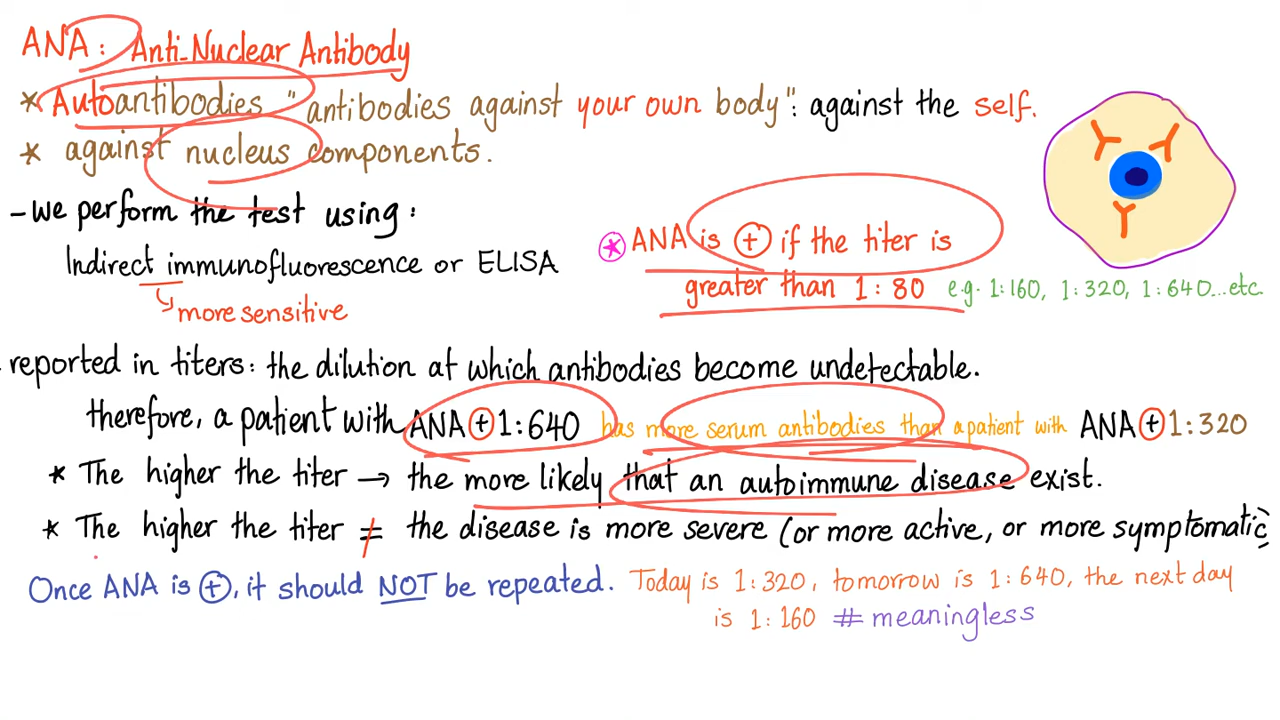 ANA: Anti-Nuclear Antibody
* Autoantibodies "antibodies against your own body": against the self.
* against nucleus components.
- we perform the test using:
Indirect immunofluorescence or ELISA
↳ more sensitive
* ANA is + if the titer is
greater than 1:80 e.g. 1:160, 1:320, 1:640...etc.
- reported in titers: the dilution at which antibodies become undetectable.
therefore, a patient with ANA + 1:640 has more serum antibodies than a patient with ANA + 1:320
* The higher the titer → the more likely that an autoimmune disease exist.
* The higher the titer ≠ the disease is more severe (or more active, or more symptomatic)
Once ANA is +, it should NOT be repeated. Today is 1:320, tomorrow is 1:640, the next day
is 1:160 # meaningless